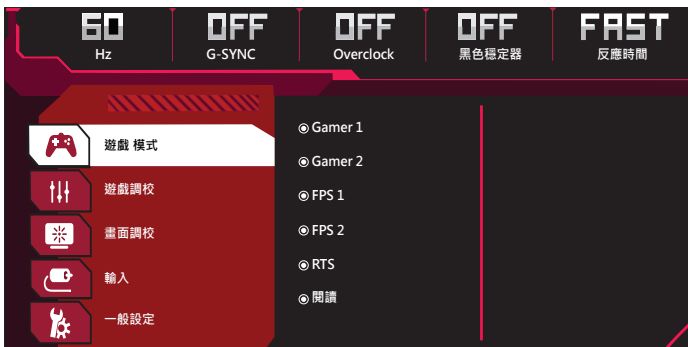 60 OFF OFF OFF FAST
Hz G-SYNC Overclock 黑色穩定器 反應時間
遊戲 模式
遊戲調校
畫面調校
輸入
一般設定
Gamer 1
Gamer 2
FPS 1
FPS 2
RTS
閱讀